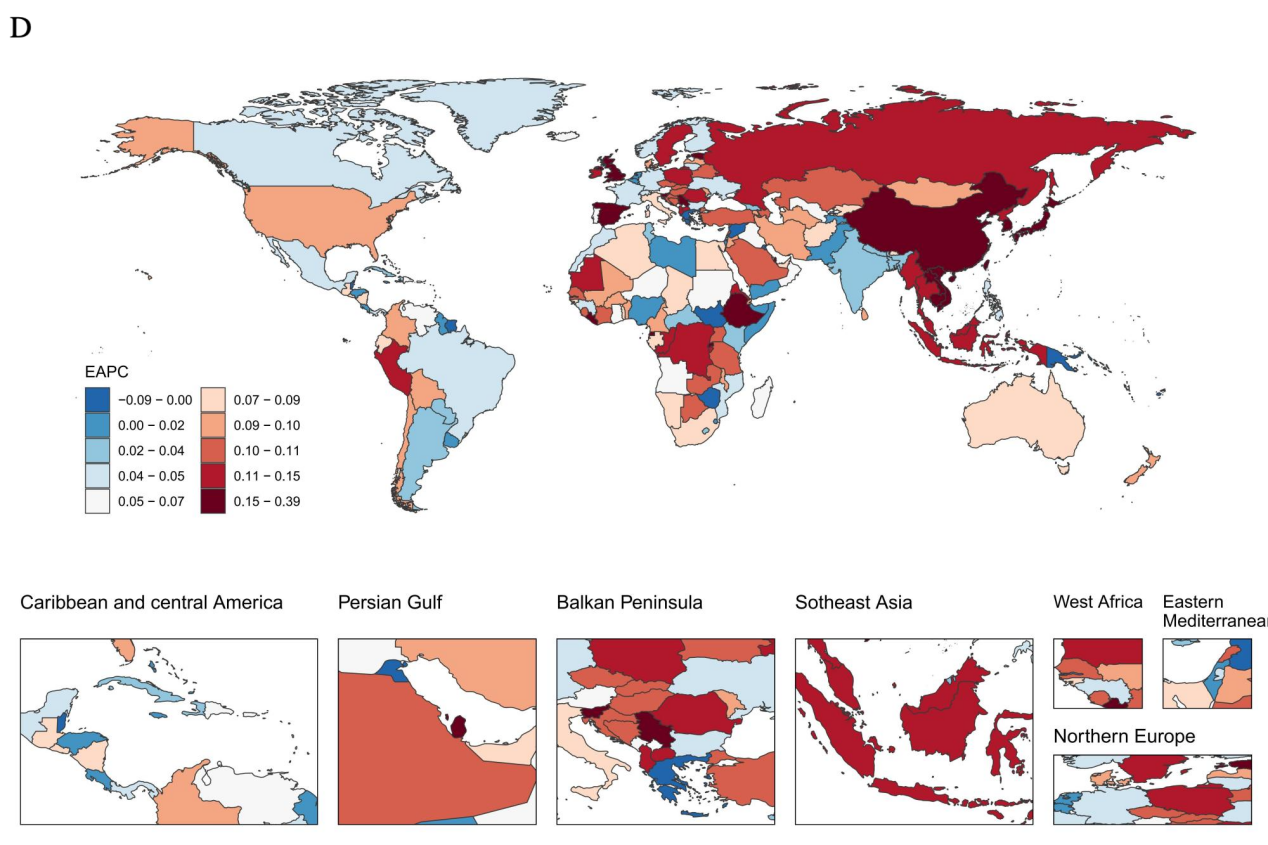 D
EAPC
−0.09 − 0.00
0.00 − 0.02
0.02 − 0.04
0.04 − 0.05
0.05 − 0.07
0.07 − 0.09
0.09 − 0.10
0.10 − 0.11
0.11 − 0.15
0.15 − 0.39
Caribbean and central America
Persian Gulf
Balkan Peninsula
Sotheast Asia
West Africa
Eastern
Mediterranear
Northern Europe